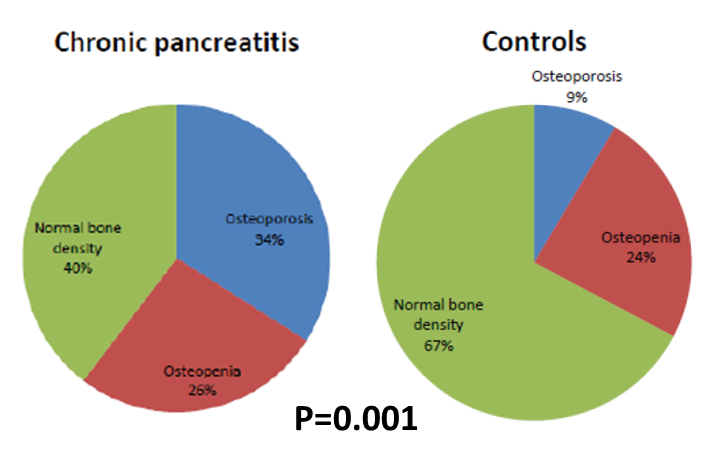 Chronic pancreatitis
Osteoporosis
34%
Osteopenia
26%
Normal bone
density
40%
Controls
Osteoporosis
9%
Osteopenia
24%
Normal bone
density
67%
P=0.001